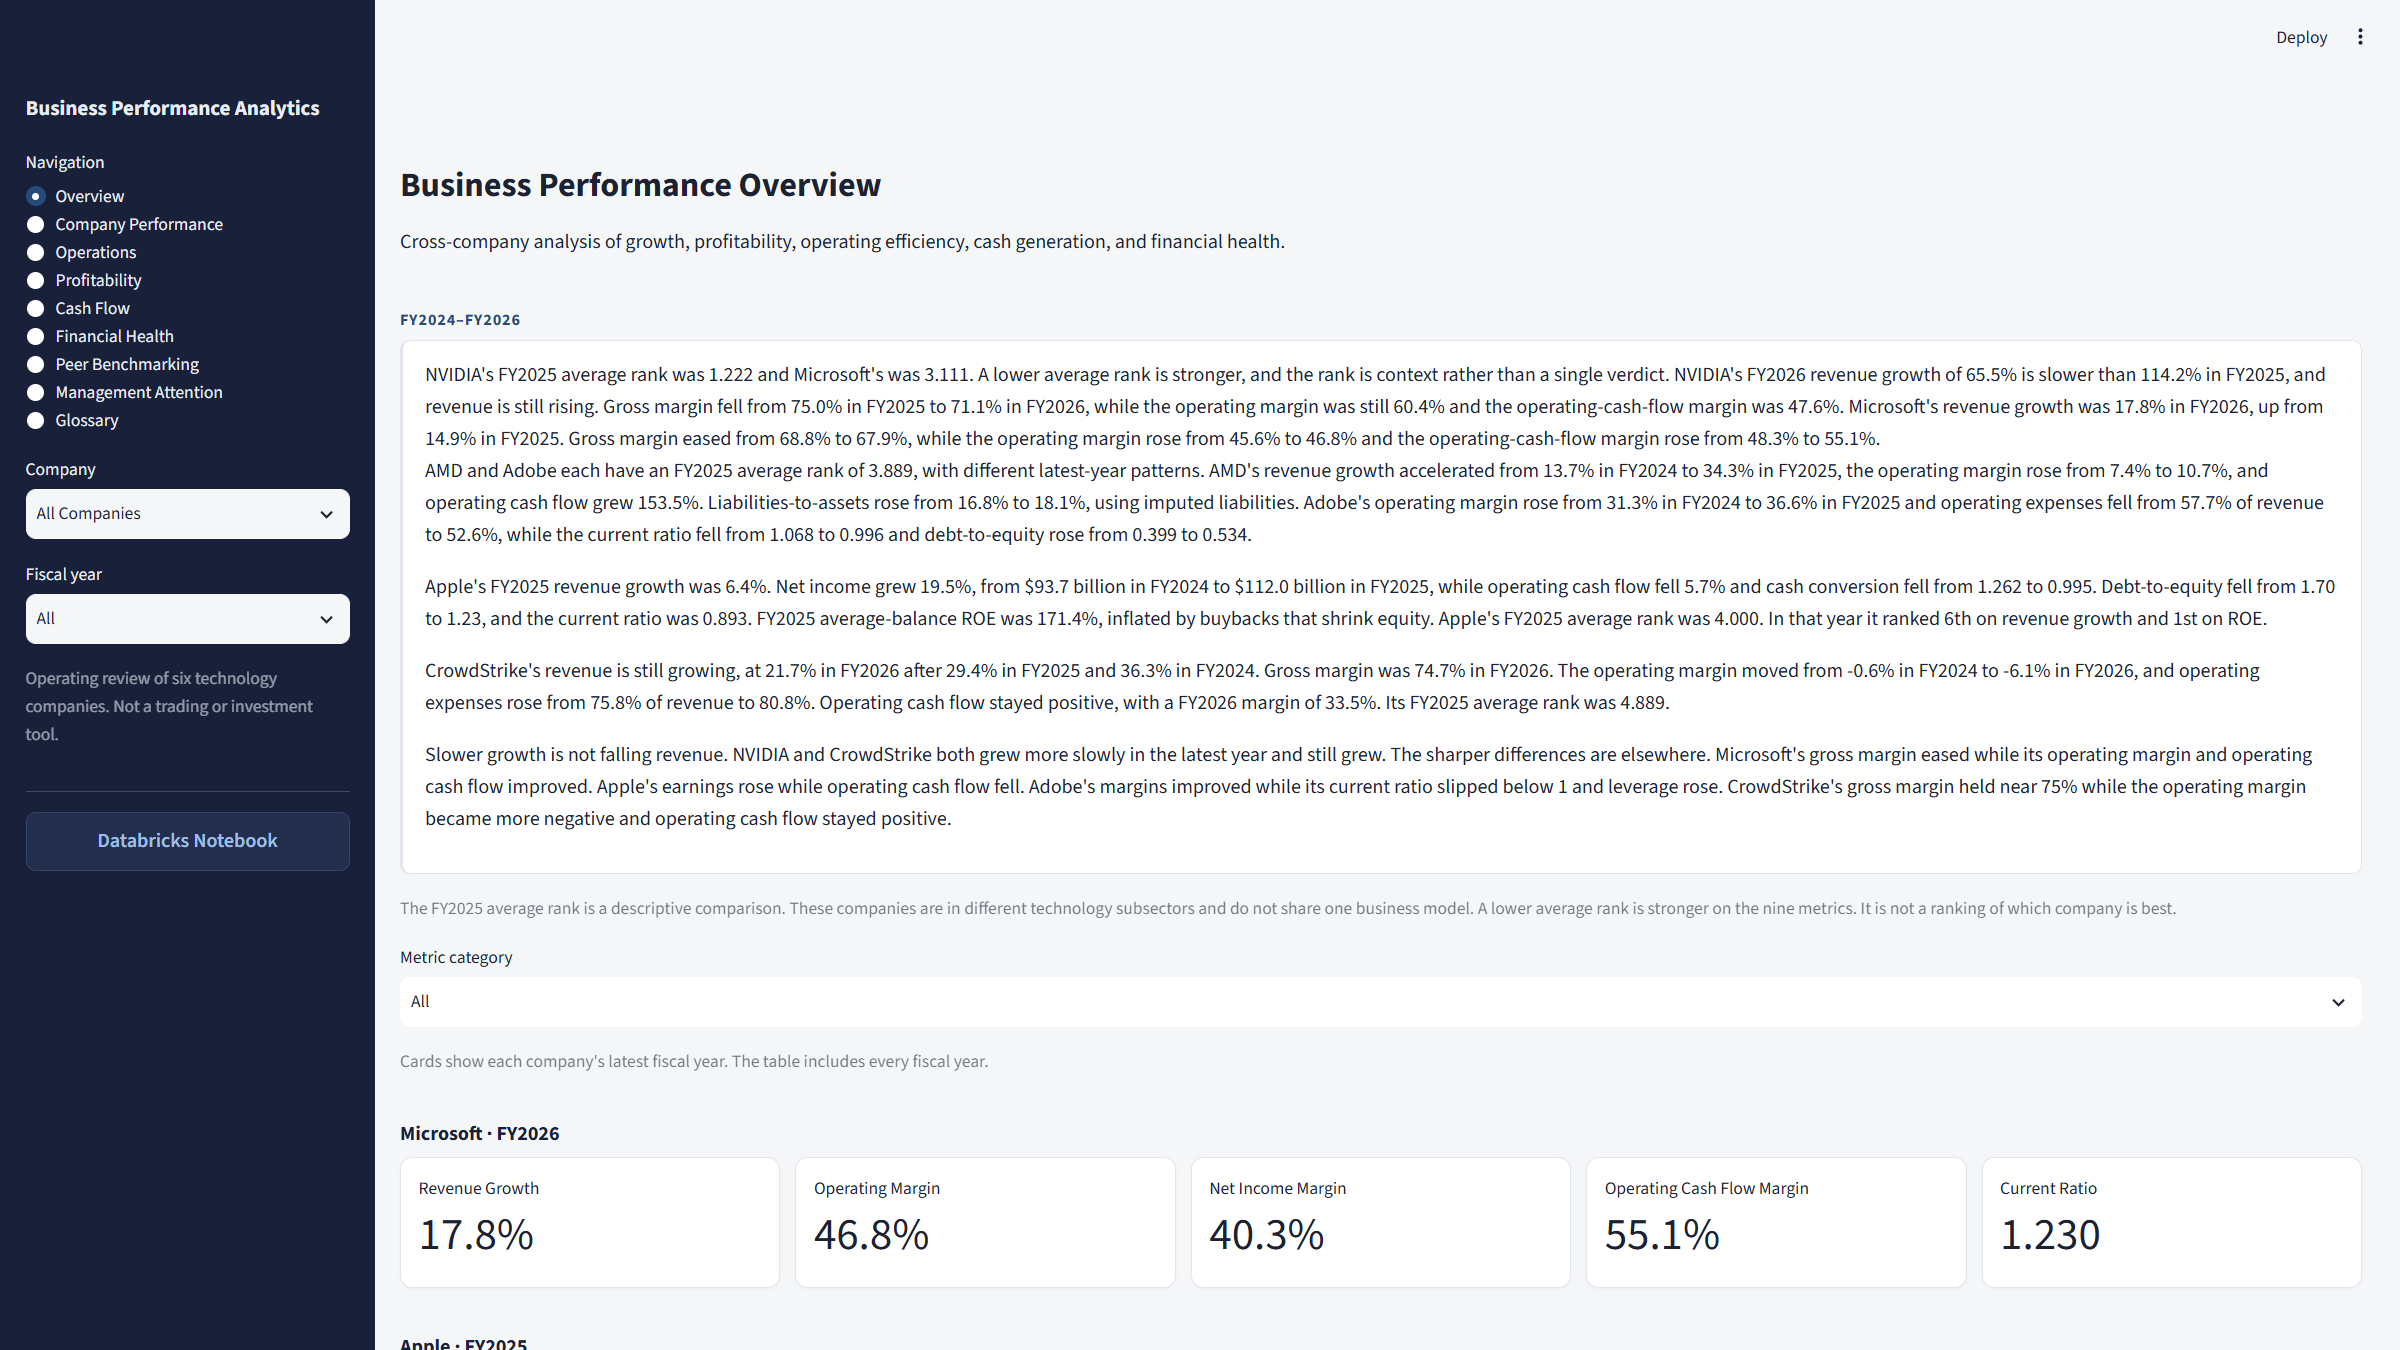 Deploy
Business Performance Analytics
Navigation
Overview
Company Performance
Operations
Profitability
Cash Flow
Financial Health
Peer Benchmarking
Management Attention
Glossary
Company
All Companies
Fiscal year
All
Operating review of six technology
companies. Not a trading or investment
tool.
Databricks Notebook
Business Performance Overview
Cross-company analysis of growth, profitability, operating efficiency, cash generation, and financial health.
FY2024–FY2026
NVIDIA's FY2025 average rank was 1.222 and Microsoft's was 3.111. A lower average rank is stronger, and the rank is context rather than a single verdict. NVIDIA's FY2026 revenue growth of 65.5% is slower than 114.2% in FY2025, and
revenue is still rising. Gross margin fell from 75.0% in FY2025 to 71.1% in FY2026, while the operating margin was still 60.4% and the operating-cash-flow margin was 47.6%. Microsoft's revenue growth was 17.8% in FY2026, up from
14.9% in FY2025. Gross margin eased from 68.8% to 67.9%, while the operating margin rose from 45.6% to 46.8% and the operating-cash-flow margin rose from 48.3% to 55.1%.
AMD and Adobe each have an FY2025 average rank of 3.889, with different latest-year patterns. AMD's revenue growth accelerated from 13.7% in FY2024 to 34.3% in FY2025, the operating margin rose from 7.4% to 10.7%, and
operating cash flow grew 153.5%. Liabilities-to-assets rose from 16.8% to 18.1%, using imputed liabilities. Adobe's operating margin rose from 31.3% in FY2024 to 36.6% in FY2025 and operating expenses fell from 57.7% of revenue
to 52.6%, while the current ratio fell from 1.068 to 0.996 and debt-to-equity rose from 0.399 to 0.534.
Apple's FY2025 revenue growth was 6.4%. Net income grew 19.5%, from $93.7 billion in FY2024 to $112.0 billion in FY2025, while operating cash flow fell 5.7% and cash conversion fell from 1.262 to 0.995. Debt-to-equity fell from 1.70
to 1.23, and the current ratio was 0.893. FY2025 average-balance ROE was 171.4%, inflated by buybacks that shrink equity. Apple's FY2025 average rank was 4.000. In that year it ranked 6th on revenue growth and 1st on ROE.
CrowdStrike's revenue is still growing, at 21.7% in FY2026 after 29.4% in FY2025 and 36.3% in FY2024. Gross margin was 74.7% in FY2026. The operating margin moved from -0.6% in FY2024 to -6.1% in FY2026, and operating
expenses rose from 75.8% of revenue to 80.8%. Operating cash flow stayed positive, with a FY2026 margin of 33.5%. Its FY2025 average rank was 4.889.
Slower growth is not falling revenue. NVIDIA and CrowdStrike both grew more slowly in the latest year and still grew. The sharper differences are elsewhere. Microsoft's gross margin eased while its operating margin and operating
cash flow improved. Apple's earnings rose while operating cash flow fell. Adobe's margins improved while its current ratio slipped below 1 and leverage rose. CrowdStrike's gross margin held near 75% while the operating margin
became more negative and operating cash flow stayed positive.
The FY2025 average rank is a descriptive comparison. These companies are in different technology subsectors and do not share one business model. A lower average rank is stronger on the nine metrics. It is not a ranking of which company is best.
Metric category
All
Cards show each company's latest fiscal year. The table includes every fiscal year.
Microsoft · FY2026
Revenue Growth
17.8%
Operating Margin
46.8%
Net Income Margin
40.3%
Operating Cash Flow Margin
55.1%
Current Ratio
1.230
Apple · FY2025